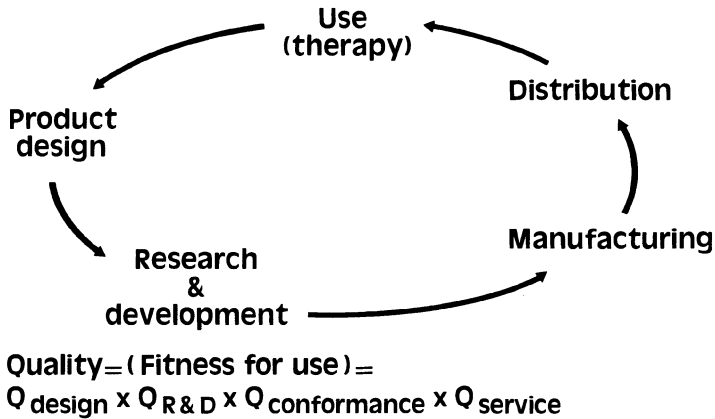 Use
(therapy)
Distribution
Product
design
Manufacturing
Research
&
development
Quality=(Fitness for use)=
Q design x Q R & D x Q conformance x Q service